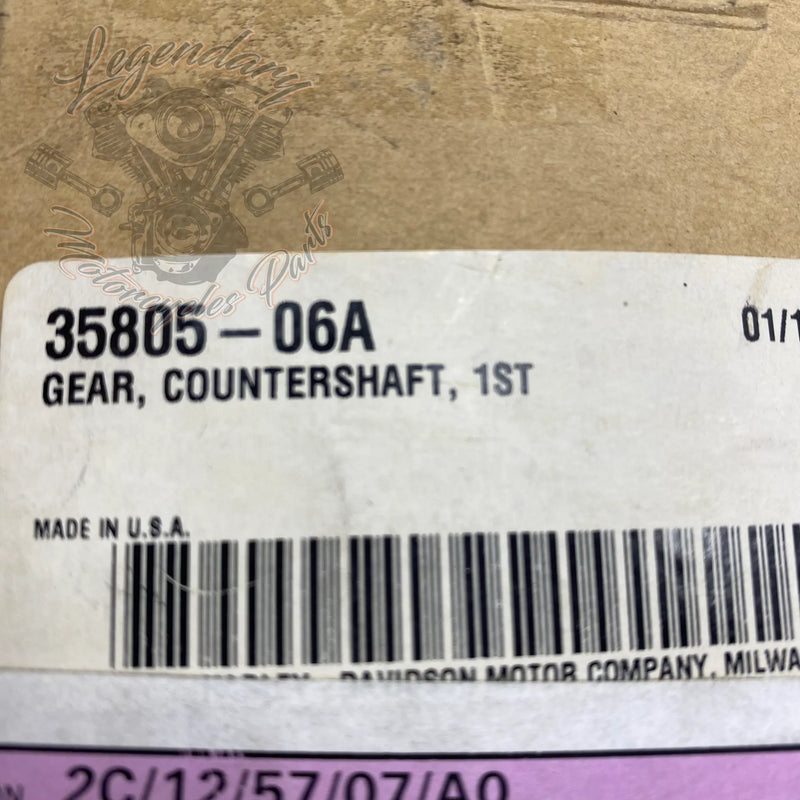 Legendary
Motorcycles Parts
35805-06A 01/1
GEAR, COUNTERSHAFT, 1ST
MADE IN U.S.A.
HARLEY - DAVIDSON MOTOR COMPANY, MILWA
2C/12/57/07/A0